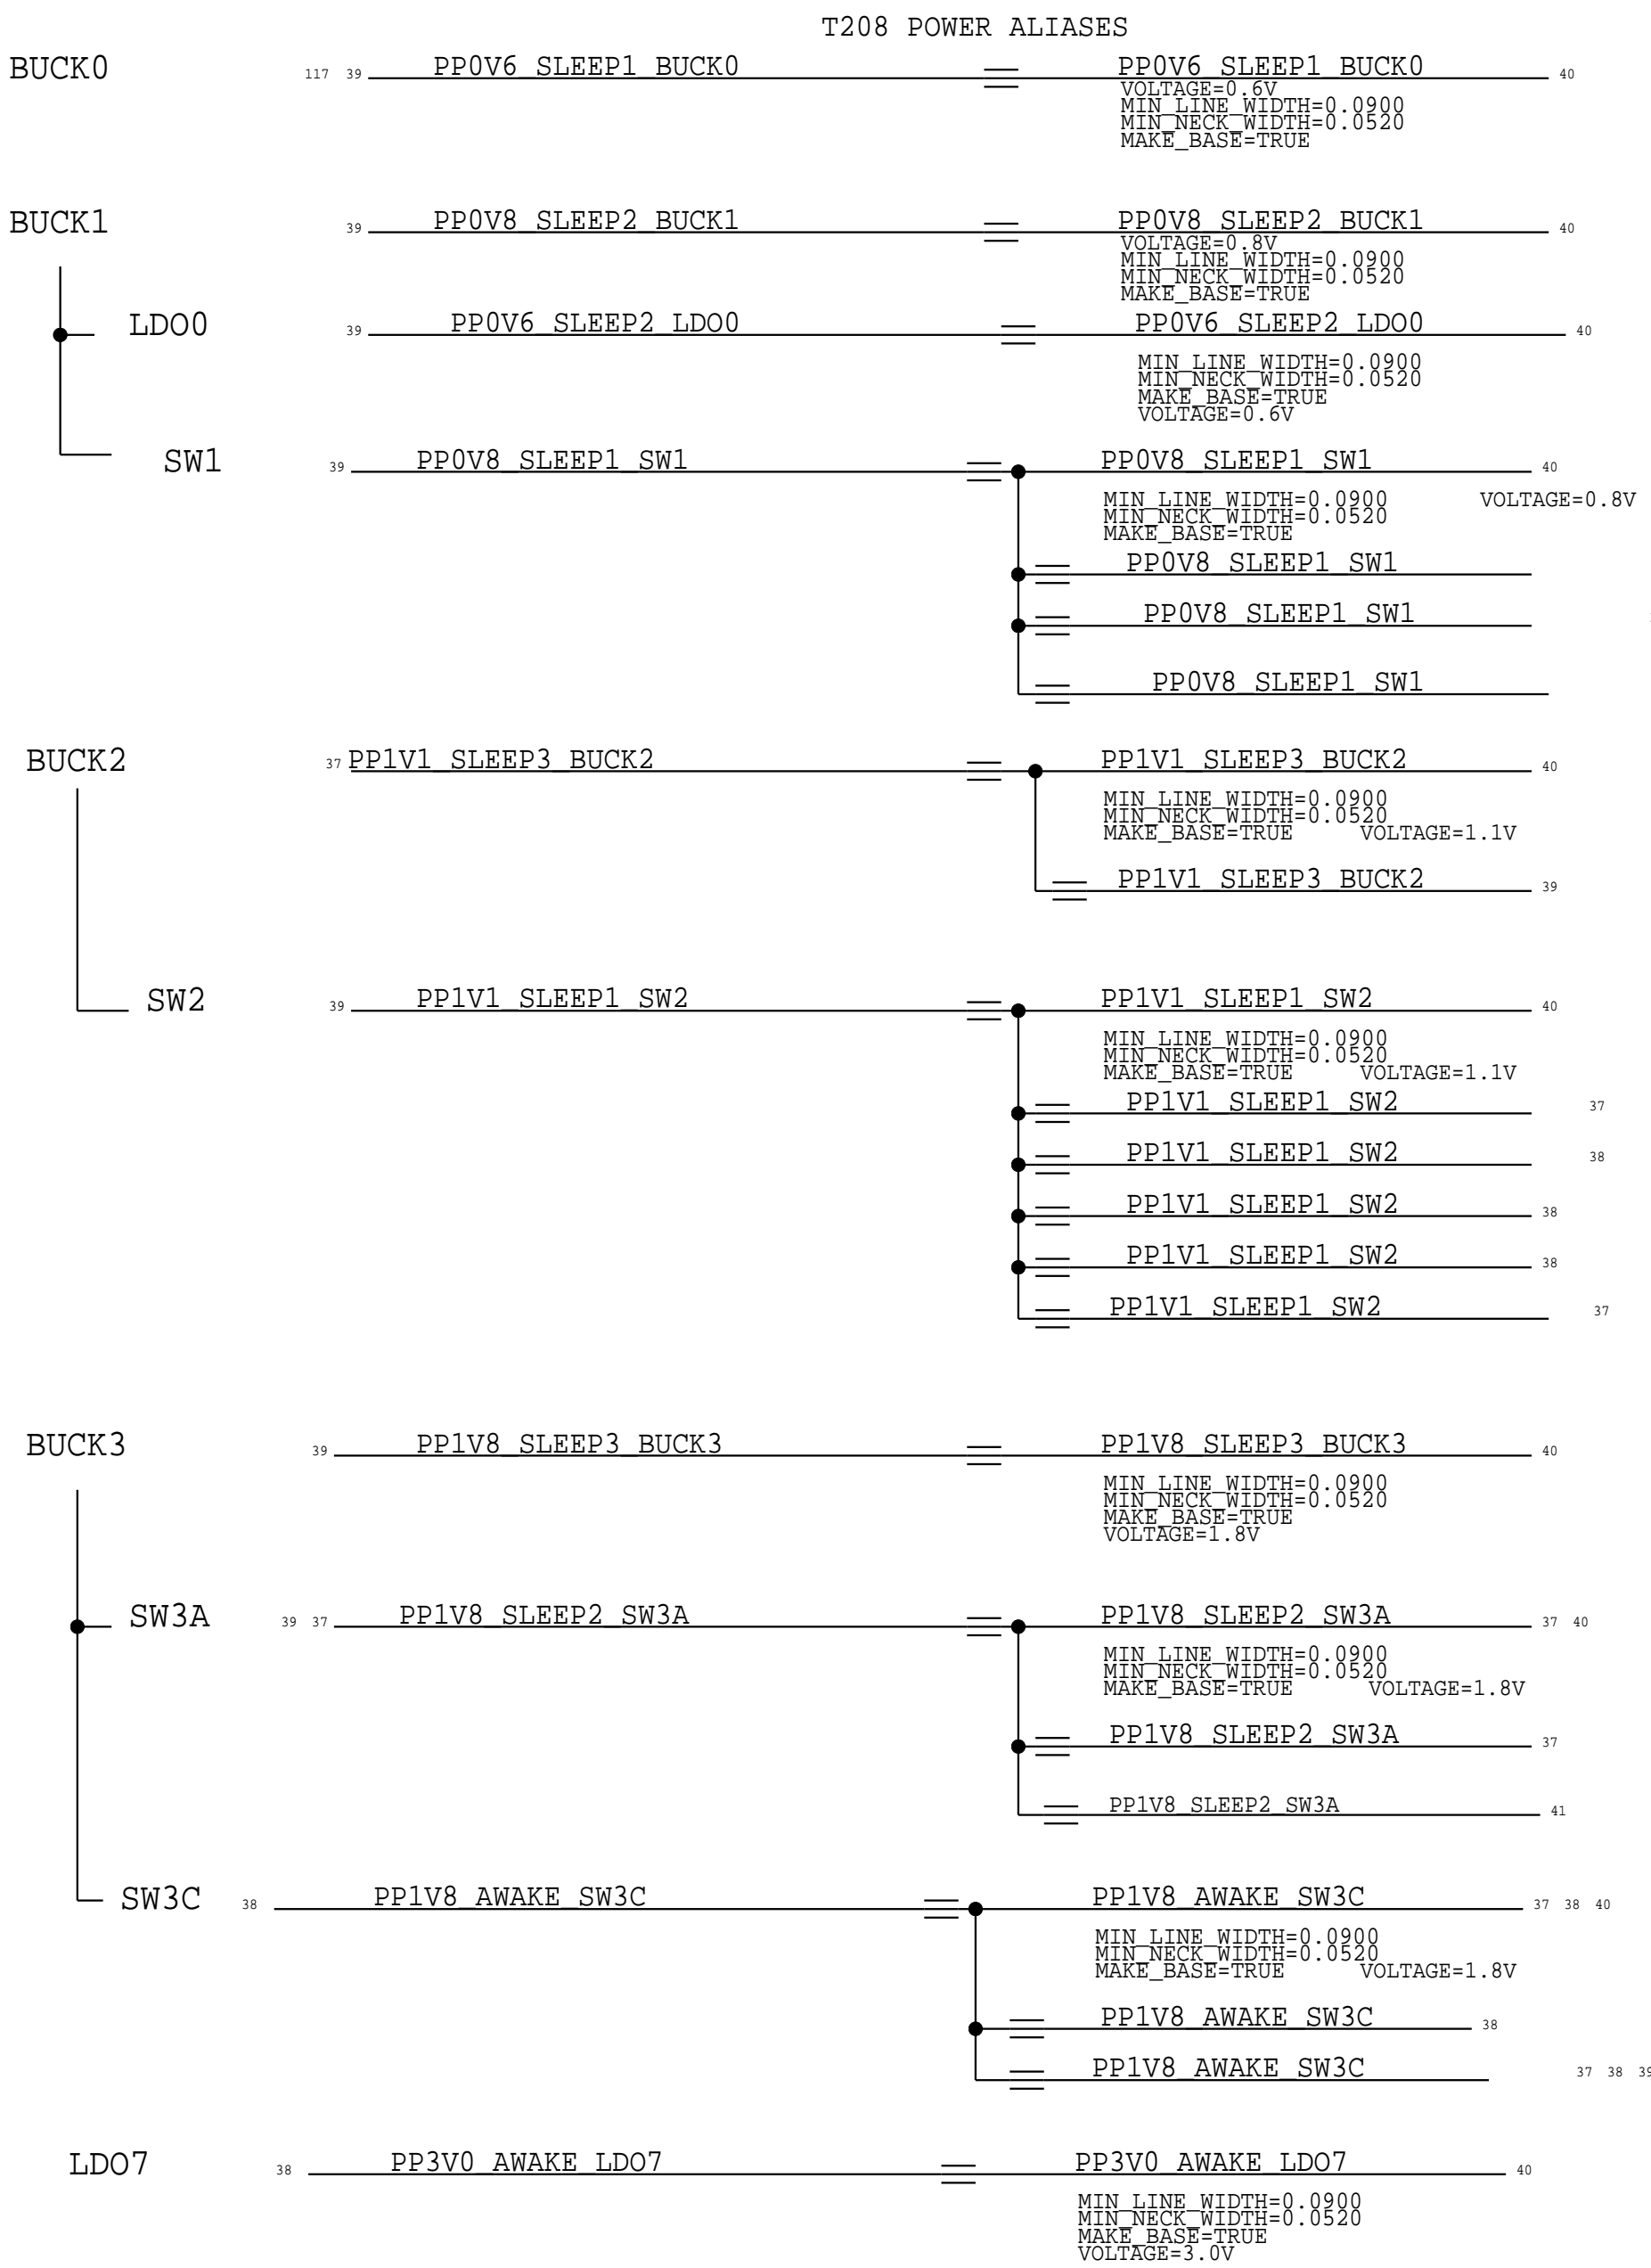 T208 POWER ALIASES
BUCK0 117 39 PP0V6_SLEEP1_BUCK0 PP0V6_SLEEP1_BUCK0 40
VOLTAGE=0.6V
MIN_LINE_WIDTH=0.0900
MIN_NECK_WIDTH=0.0520
MAKE_BASE=TRUE
BUCK1 39 PP0V8_SLEEP2_BUCK1 PP0V8_SLEEP2_BUCK1 40
VOLTAGE=0.8V
MIN_LINE_WIDTH=0.0900
MIN_NECK_WIDTH=0.0520
MAKE_BASE=TRUE
LDO0 39 PP0V6_SLEEP2_LDO0 PP0V6_SLEEP2_LDO0 40
MIN_LINE_WIDTH=0.0900
MIN_NECK_WIDTH=0.0520
MAKE_BASE=TRUE
VOLTAGE=0.6V
SW1 39 PP0V8_SLEEP1_SW1 PP0V8_SLEEP1_SW1 40
MIN_LINE_WIDTH=0.0900 VOLTAGE=0.8V
MIN_NECK_WIDTH=0.0520
MAKE_BASE=TRUE
PP0V8_SLEEP1_SW1
PP0V8_SLEEP1_SW1
PP0V8_SLEEP1_SW1
BUCK2 37 PP1V1_SLEEP3_BUCK2 PP1V1_SLEEP3_BUCK2 40
MIN_LINE_WIDTH=0.0900
MIN_NECK_WIDTH=0.0520
MAKE_BASE=TRUE VOLTAGE=1.1V
PP1V1_SLEEP3_BUCK2 39
SW2 39 PP1V1_SLEEP1_SW2 PP1V1_SLEEP1_SW2 40
MIN_LINE_WIDTH=0.0900
MIN_NECK_WIDTH=0.0520
MAKE_BASE=TRUE VOLTAGE=1.1V
PP1V1_SLEEP1_SW2 37
PP1V1_SLEEP1_SW2 38
PP1V1_SLEEP1_SW2 38
PP1V1_SLEEP1_SW2 38
PP1V1_SLEEP1_SW2 37
BUCK3 39 PP1V8_SLEEP3_BUCK3 PP1V8_SLEEP3_BUCK3 40
MIN_LINE_WIDTH=0.0900
MIN_NECK_WIDTH=0.0520
MAKE_BASE=TRUE
VOLTAGE=1.8V
SW3A 39 37 PP1V8_SLEEP2_SW3A PP1V8_SLEEP2_SW3A 37 40
MIN_LINE_WIDTH=0.0900
MIN_NECK_WIDTH=0.0520
MAKE_BASE=TRUE VOLTAGE=1.8V
PP1V8_SLEEP2_SW3A 37
PP1V8_SLEEP2_SW3A 41
SW3C 38 PP1V8_AWAKE_SW3C PP1V8_AWAKE_SW3C 37 38 40
MIN_LINE_WIDTH=0.0900
MIN_NECK_WIDTH=0.0520
MAKE_BASE=TRUE VOLTAGE=1.8V
PP1V8_AWAKE_SW3C 38
PP1V8_AWAKE_SW3C 37 38 39
LDO7 38 PP3V0_AWAKE_LDO7 PP3V0_AWAKE_LDO7 40
MIN_LINE_WIDTH=0.0900
MIN_NECK_WIDTH=0.0520
MAKE_BASE=TRUE
VOLTAGE=3.0V